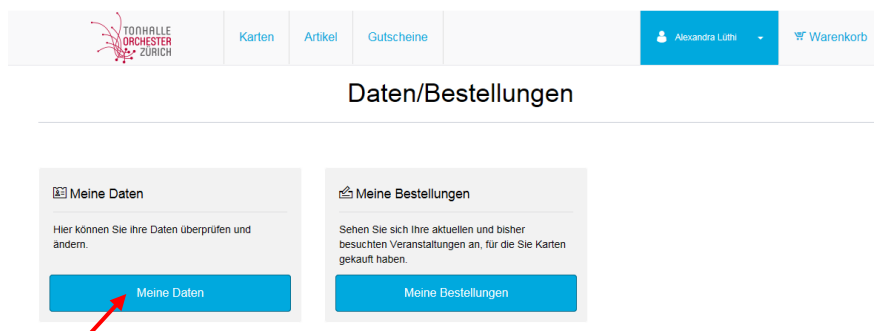 TONHALLE
ORCHESTER
ZÜRICH
Karten
Artikel
Gutscheine
Alexandra Lüthi
Warenkorb
Daten/Bestellungen
Meine Daten
Hier können Sie ihre Daten überprüfen und
ändern.
Meine Daten
Meine Bestellungen
Sehen Sie sich Ihre aktuellen und bisher
besuchten Veranstaltungen an, für die Sie Karten
gekauft haben.
Meine Bestellungen